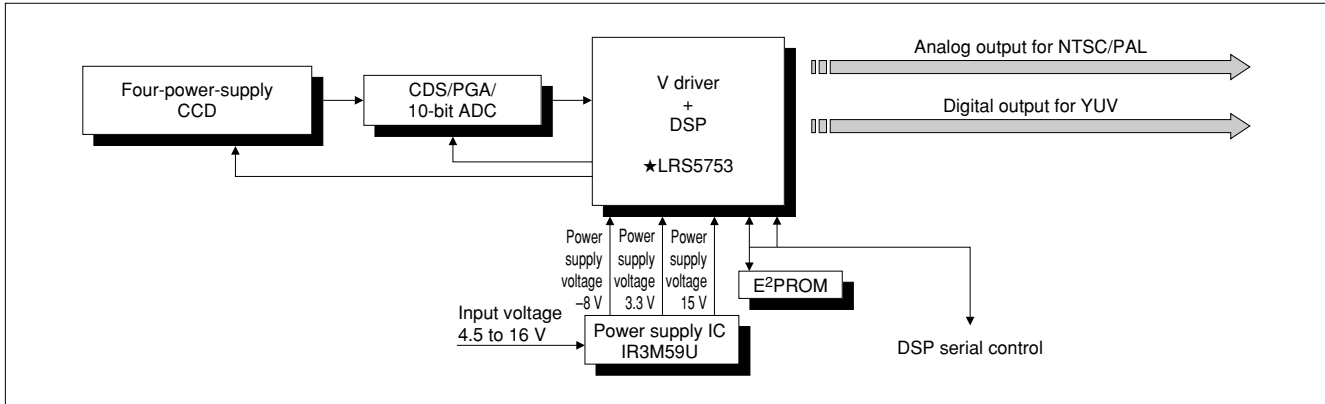 Four-power-supply
CCD
CDS/PGA/
10-bit ADC
V driver
+
DSP
★LRS5753
Analog output for NTSC/PAL
Digital output for YUV
Power
supply
voltage
–8 V
Power
supply
voltage
3.3 V
Power
supply
voltage
15 V
E²PROM
Input voltage
4.5 to 16 V
Power supply IC
IR3M59U
DSP serial control